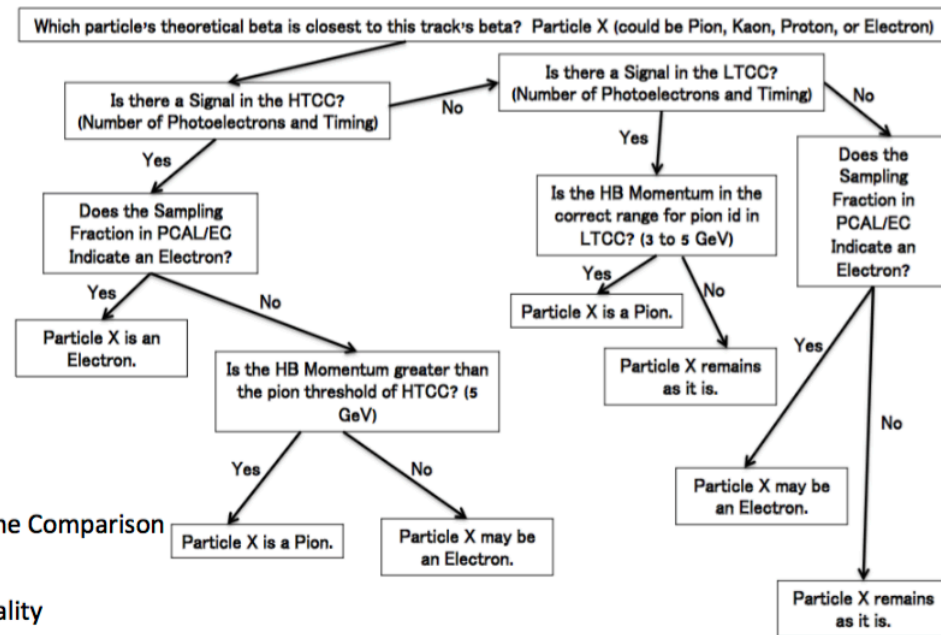 Which particle's theoretical beta is closest to this track's beta? Particle X (could be Pion, Kaon, Proton, or Electron)
Is there a Signal in the HTCC?
(Number of Photoelectrons and Timing)
No
Is there a Signal in the LTCC?
(Number of Photoelectrons and Timing)
No
Yes
Does the Sampling
Fraction in PCAL/EC
Indicate an Electron?
Yes
Is the HB Momentum in the
correct range for pion id in
LTCC? (3 to 5 GeV)
Does the
Sampling
Fraction in
PCAL/EC
Indicate an
Electron?
Yes
Particle X is an
Electron.
No
Is the HB Momentum greater than
the pion threshold of HTCC? (5
GeV)
Yes
Particle X is a Pion.
No
Particle X remains
as it is.
Yes
No
Yes
Particle X is a Pion.
No
Particle X may be
an Electron.
Particle X may be
an Electron.
Particle X remains
as it is.
Comparison